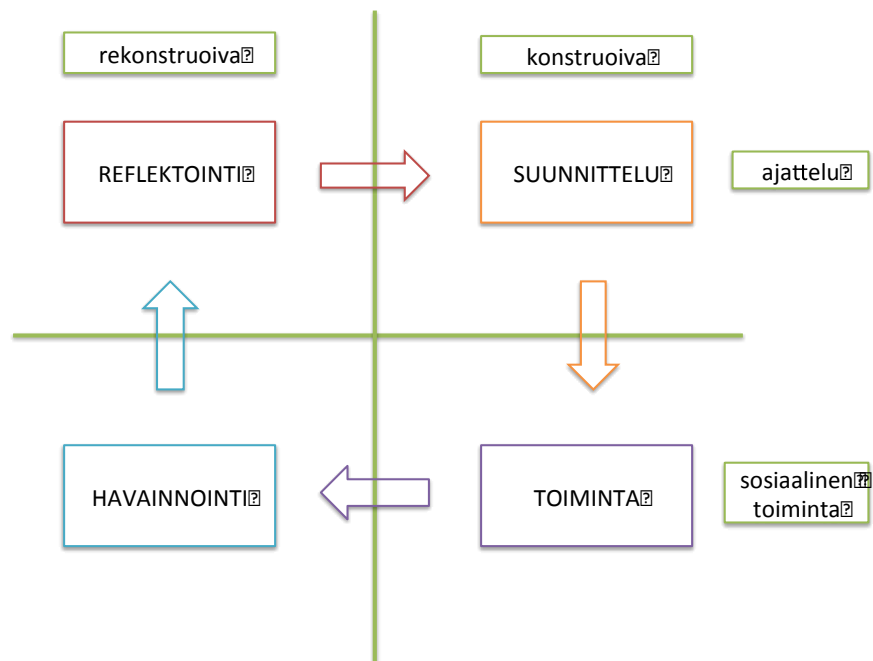 rekonstruoiva
konstruoiva
REFLEKTOINTI
SUUNNITTELU
ajattelu
HAVAINNOINTI
TOIMINTA
sosiaalinen
toiminta